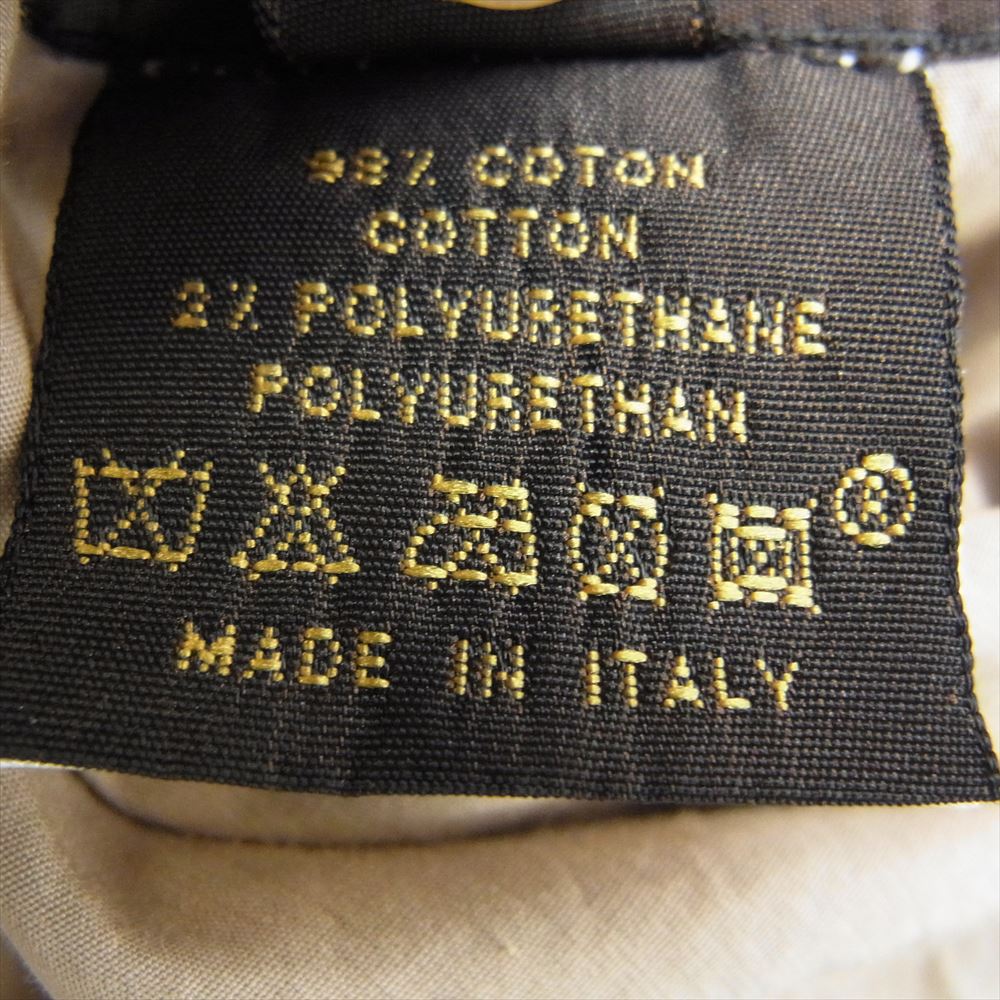 98% COTON
COTTON
2% POLYURETHANE
POLYURETHAN
®
MADE IN ITALY